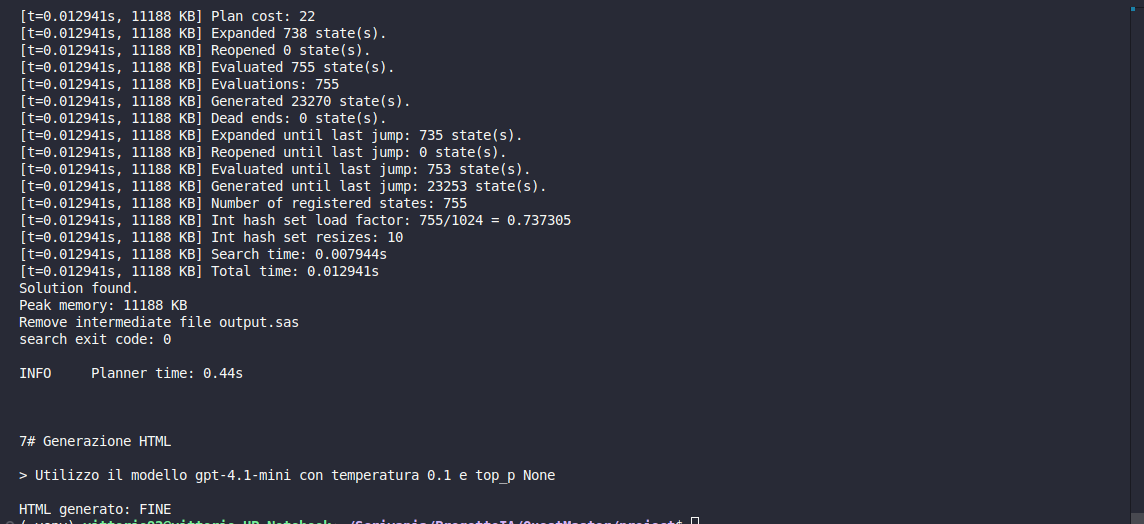 [t=0.012941s, 11188 KB] Plan cost: 22
[t=0.012941s, 11188 KB] Expanded 738 state(s).
[t=0.012941s, 11188 KB] Reopened 0 state(s).
[t=0.012941s, 11188 KB] Evaluated 755 state(s).
[t=0.012941s, 11188 KB] Evaluations: 755
[t=0.012941s, 11188 KB] Generated 23270 state(s).
[t=0.012941s, 11188 KB] Dead ends: 0 state(s).
[t=0.012941s, 11188 KB] Expanded until last jump: 735 state(s).
[t=0.012941s, 11188 KB] Reopened until last jump: 0 state(s).
[t=0.012941s, 11188 KB] Evaluated until last jump: 753 state(s).
[t=0.012941s, 11188 KB] Generated until last jump: 23253 state(s).
[t=0.012941s, 11188 KB] Number of registered states: 755
[t=0.012941s, 11188 KB] Int hash set load factor: 755/1024 = 0.737305
[t=0.012941s, 11188 KB] Int hash set resizes: 10
[t=0.012941s, 11188 KB] Search time: 0.007944s
[t=0.012941s, 11188 KB] Total time: 0.012941s
Solution found.
Peak memory: 11188 KB
Remove intermediate file output.sas
search exit code: 0
INFO     Planner time: 0.44s
7# Generazione HTML
> Utilizzo il modello gpt-4.1-mini con temperatura 0.1 e top_p None
HTML generato: FINE